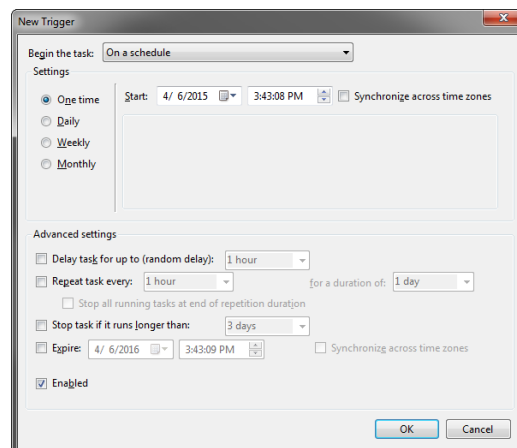 New Trigger
Begin the task: On a schedule
Settings
One time
Start: 4/ 6/2015 3:43:08 PM Synchronize across time zones
Daily
Weekly
Monthly
Advanced settings
Delay task for up to (random delay): 1 hour
Repeat task every: 1 hour for a duration of: 1 day
Stop all running tasks at end of repetition duration
Stop task if it runs longer than: 3 days
Expire: 4/ 6/2016 3:43:09 PM Synchronize across time zones
Enabled
OK Cancel